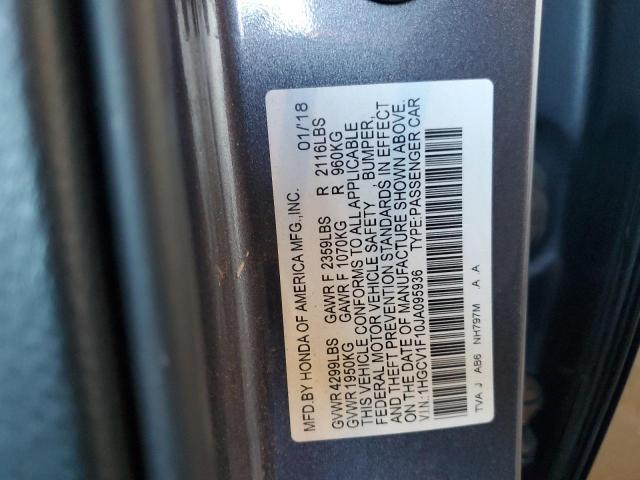 MFD.BY HONDA OF AMERICA MFG.,INC. 01/18
GVWR 4299LBS GAWR F 2359LBS R 2116LBS
GVWR 1950KG GAWR F 1070KG R 960KG
THIS VEHICLE CONFORMS TO ALL APPLICABLE
FEDERAL MOTOR VEHICLE SAFETY , BUMPER,
AND THEFT PREVENTION STANDARDS IN EFFECT
ON THE DATE OF MANUFACTURE SHOWN ABOVE.
V.I.N:1HGCV1F10JA095936 TYPE:PASSENGER CAR
TVA J AB6 NH797M A A